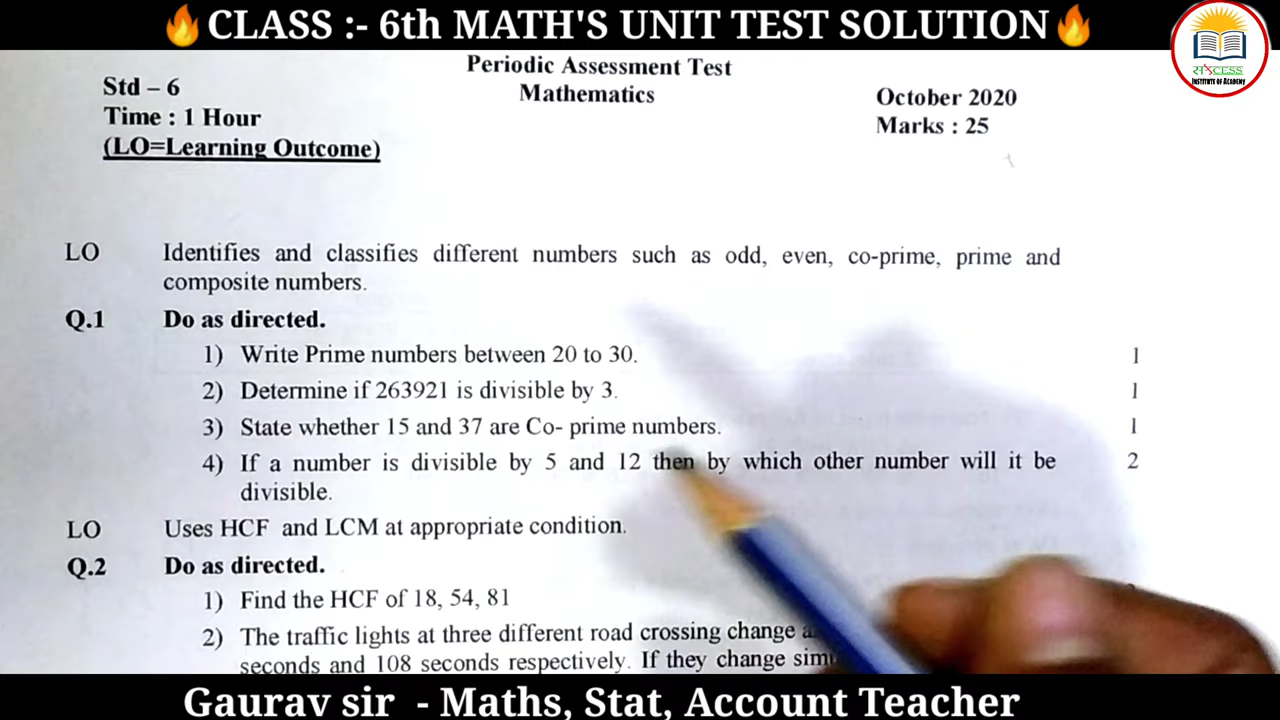 🔥CLASS :- 6th MATH'S UNIT TEST SOLUTION🔥
SUCCESS
INSTITUTE OF ACADEMY
Periodic Assessment Test
Std – 6
Mathematics
October 2020
Time : 1 Hour
Marks : 25
(LO=Learning Outcome)
LO Identifies and classifies different numbers such as odd, even, co-prime, prime and
composite numbers.
Q.1 Do as directed.
1) Write Prime numbers between 20 to 30. 1
2) Determine if 263921 is divisible by 3. 1
3) State whether 15 and 37 are Co- prime numbers. 1
4) If a number is divisible by 5 and 12 then by which other number will it be 2
divisible.
LO Uses HCF and LCM at appropriate condition.
Q.2 Do as directed.
1) Find the HCF of 18, 54, 81
2) The traffic lights at three different road crossing change
seconds and 108 seconds respectively. If they change
Gaurav sir - Maths, Stat, Account Teacher